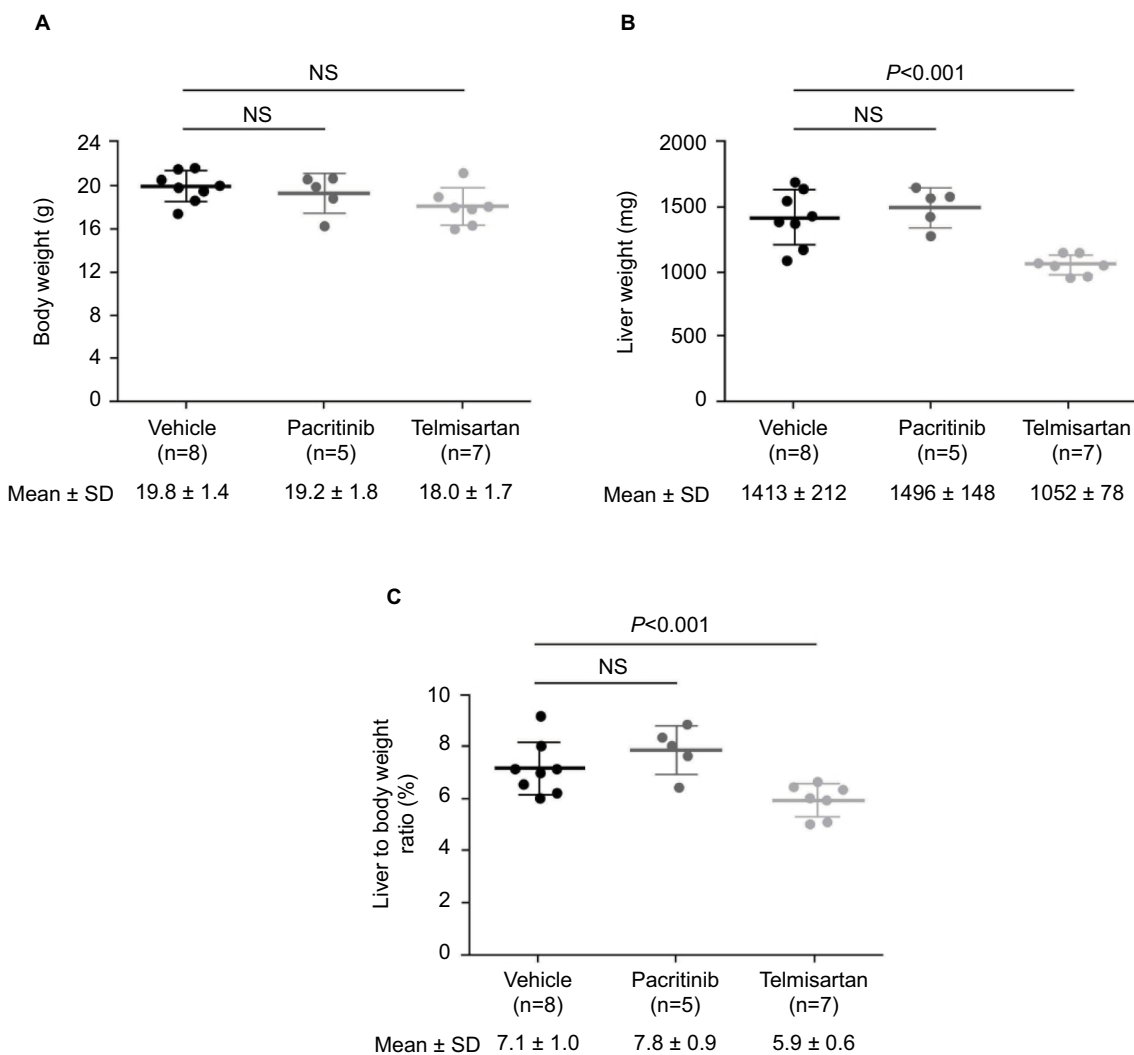 A
NS
NS
Body weight (g)
24
20
16
12
8
4
0
Vehicle Pacritinib Telmisartan
(n=8) (n=5) (n=7)
Mean ± SD 19.8 ± 1.4 19.2 ± 1.8 18.0 ± 1.7
B
P<0.001
NS
Liver weight (mg)
2000
1500
1000
500
0
Vehicle Pacritinib Telmisartan
(n=8) (n=5) (n=7)
Mean ± SD 1413 ± 212 1496 ± 148 1052 ± 78
C
P<0.001
NS
Liver to body weight
ratio (%)
10
8
6
4
2
0
Vehicle Pacritinib Telmisartan
(n=8) (n=5) (n=7)
Mean ± SD 7.1 ± 1.0 7.8 ± 0.9 5.9 ± 0.6